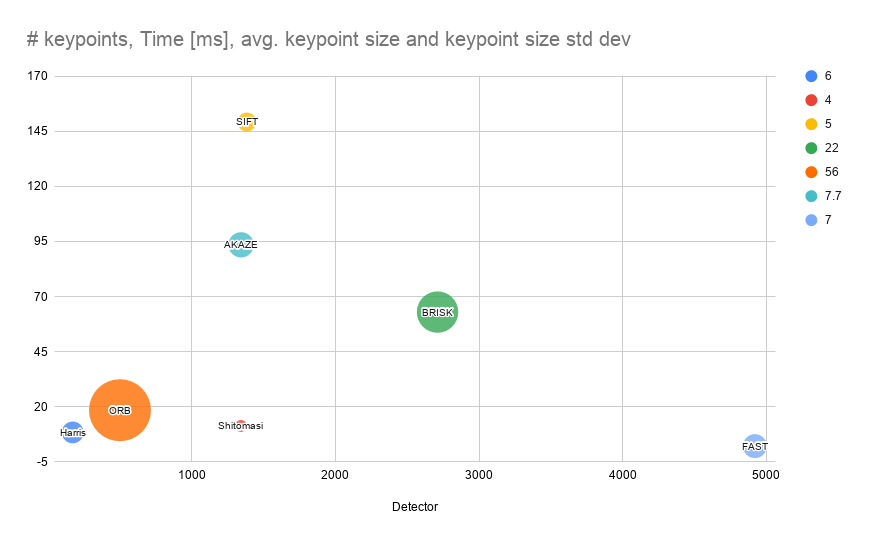 # keypoints, Time [ms], avg. keypoint size and keypoint size std dev
170
145
120
95
70
45
20
-5
SIFT
AKAZE
BRISK
ORB
Harris
Shitomasi
FAST
1000
2000
3000
4000
5000
Detector
6
4
5
22
56
7.7
7